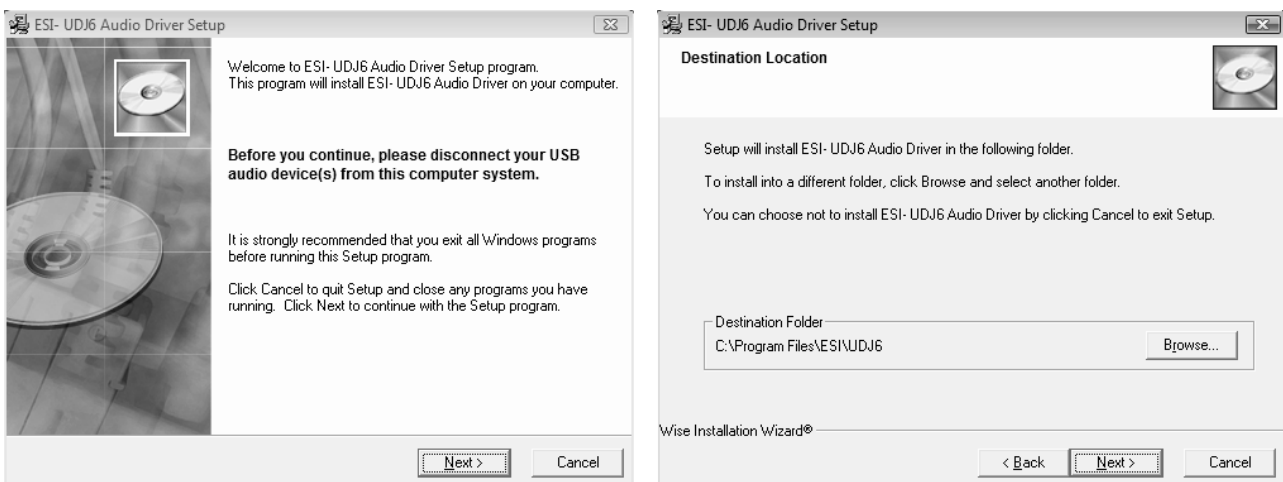 ESI- UDJ6 Audio Driver Setup
Welcome to ESI- UDJ6 Audio Driver Setup program.
This program will install ESI- UDJ6 Audio Driver on your computer.
Before you continue, please disconnect your USB
audio device(s) from this computer system.
It is strongly recommended that you exit all Windows programs
before running this Setup program.
Click Cancel to quit Setup and close any programs you have
running.  Click Next to continue with the Setup program.
Next >
Cancel
ESI- UDJ6 Audio Driver Setup
Destination Location
Setup will install ESI- UDJ6 Audio Driver in the following folder.
To install into a different folder, click Browse and select another folder.
You can choose not to install ESI- UDJ6 Audio Driver by clicking Cancel to exit Setup.
Destination Folder
C:\Program Files\ESI\UDJ6
Browse...
Wise Installation Wizard®
< Back
Next >
Cancel